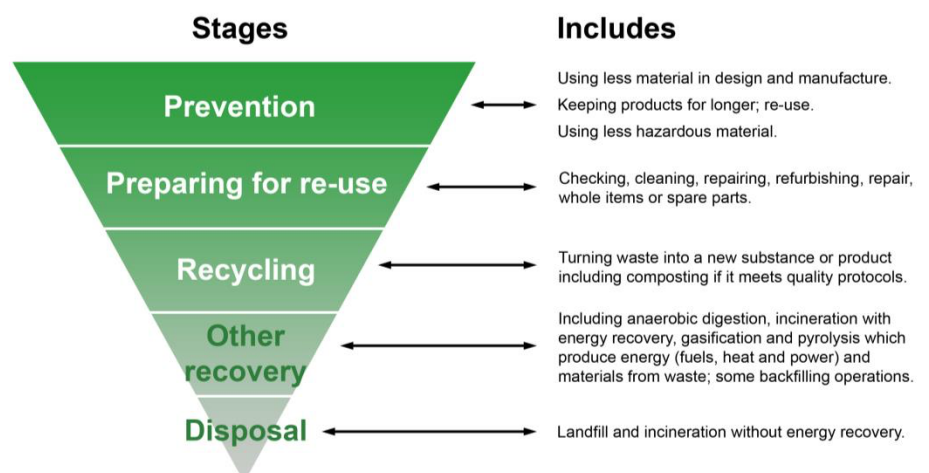 Stages
Includes
Prevention
Using less material in design and manufacture.
Keeping products for longer; re-use.
Using less hazardous material.
Preparing for re-use
Checking, cleaning, repairing, refurbishing, repair,
whole items or spare parts.
Recycling
Turning waste into a new substance or product
including composting if it meets quality protocols.
Other
recovery
Including anaerobic digestion, incineration with
energy recovery, gasification and pyrolysis which
produce energy (fuels, heat and power) and
materials from waste; some backfilling operations.
Disposal
Landfill and incineration without energy recovery.